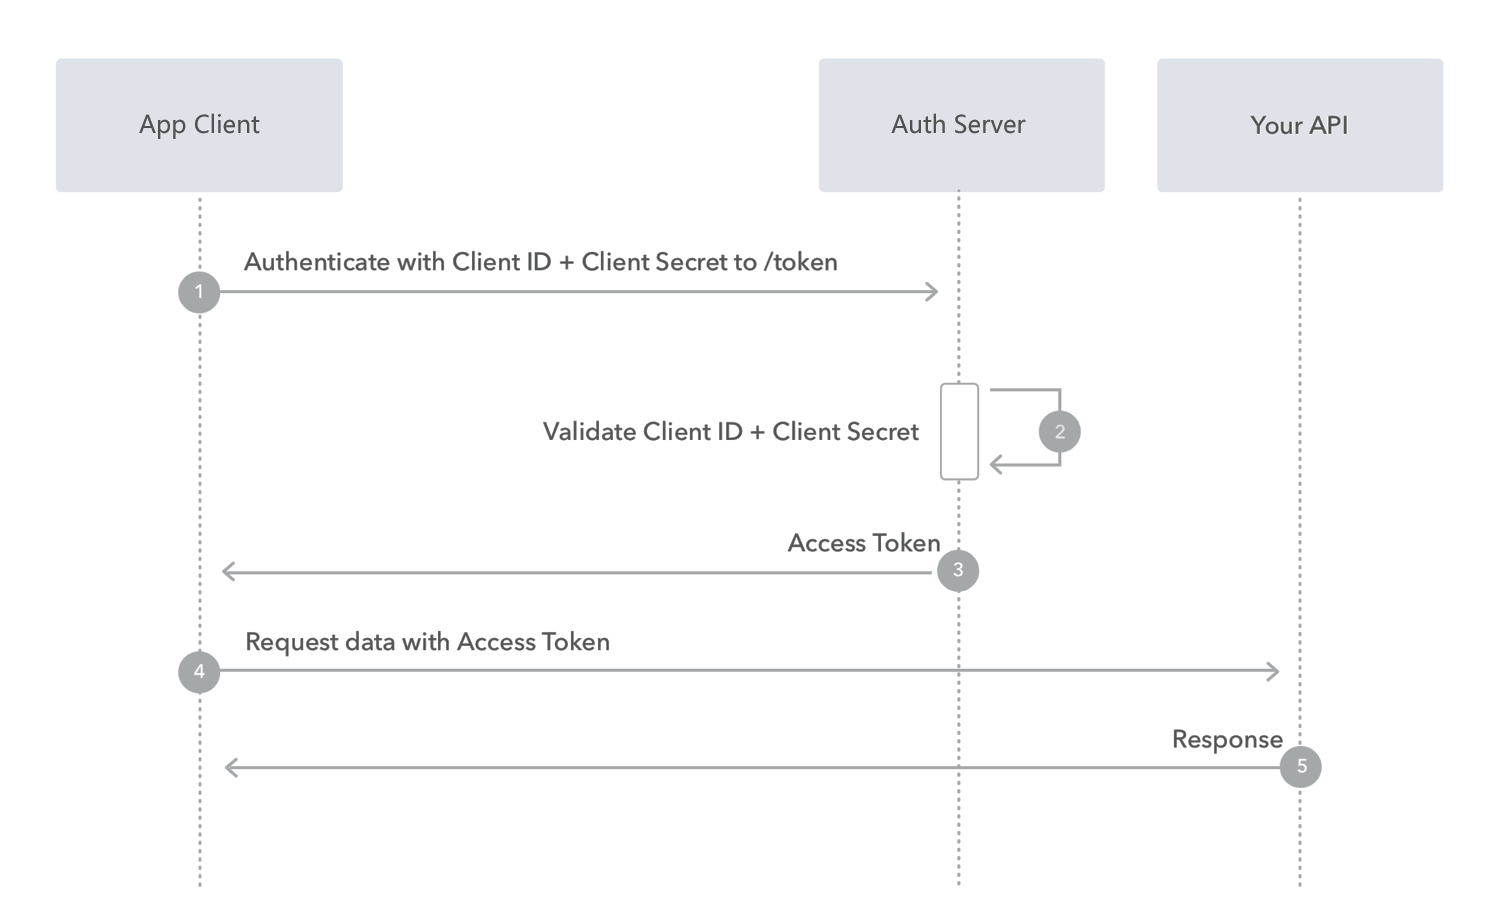 App Client
Auth Server
Your API
Authenticate with Client ID + Client Secret to /token
1
Validate Client ID + Client Secret
2
Access Token
3
Request data with Access Token
4
Response
5